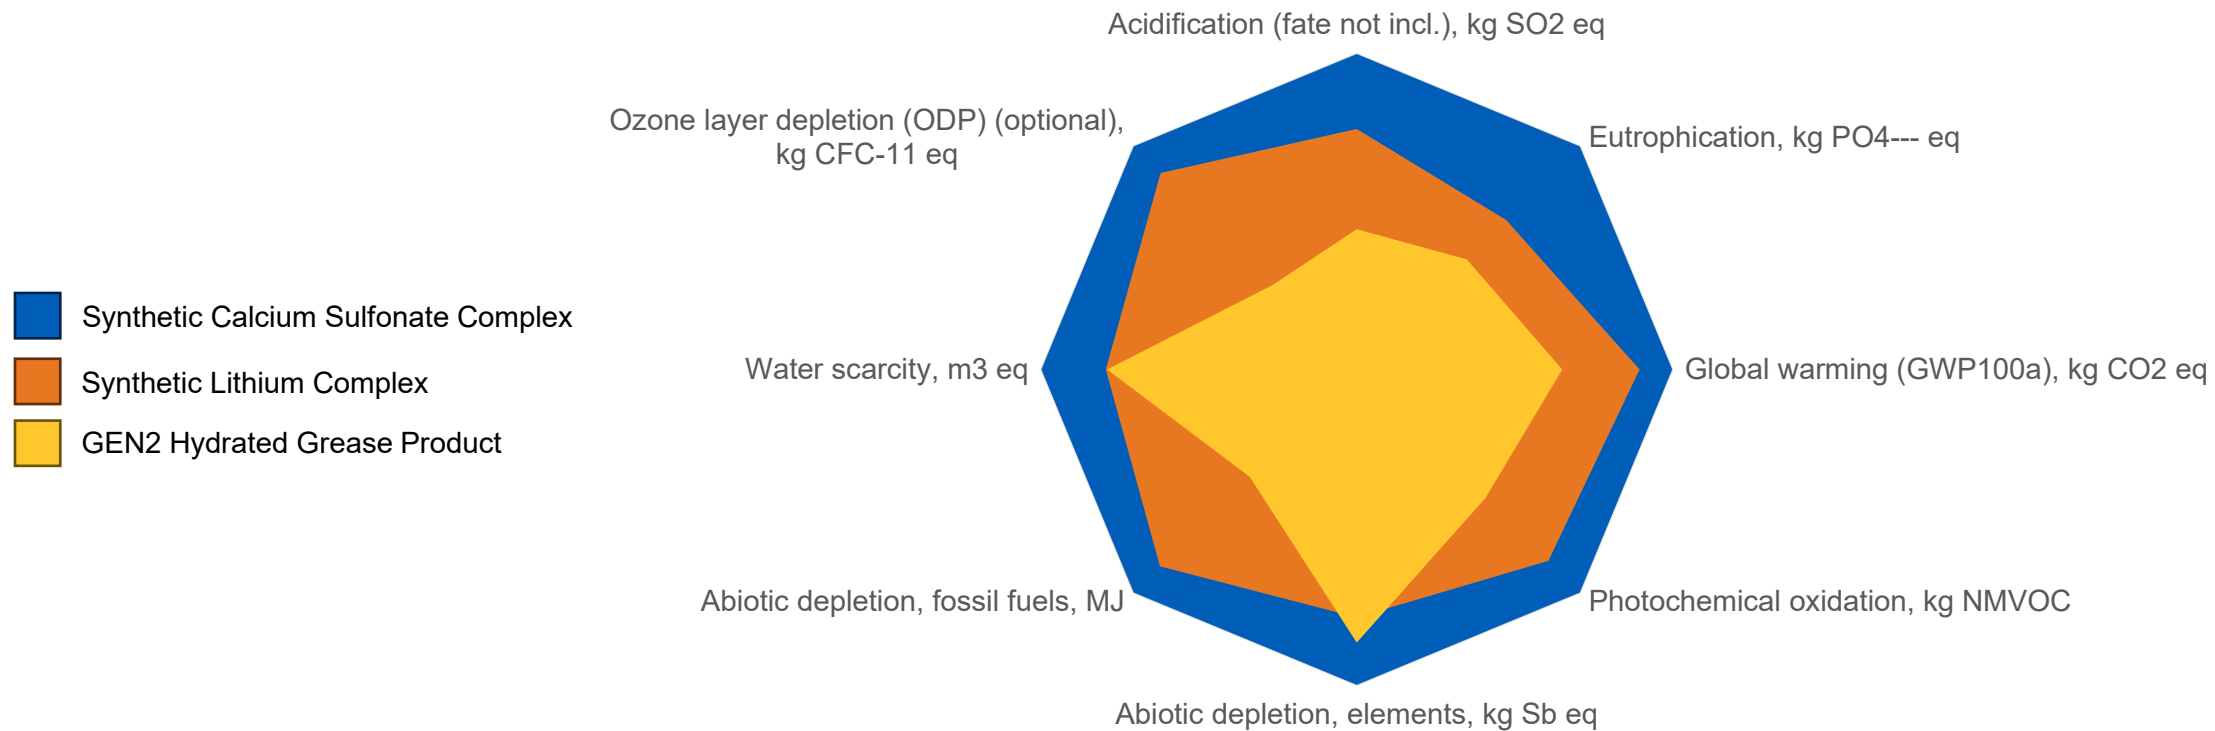 Acidification (fate not incl.), kg SO2 eq
Ozone layer depletion (ODP) (optional),
kg CFC-11 eq
Eutrophication, kg PO4--- eq
Synthetic Calcium Sulfonate Complex
Water scarcity, m3 eq
Global warming (GWP100a), kg CO2 eq
Synthetic Lithium Complex
GEN2 Hydrated Grease Product
Abiotic depletion, fossil fuels, MJ
Photochemical oxidation, kg NMVOC
Abiotic depletion, elements, kg Sb eq